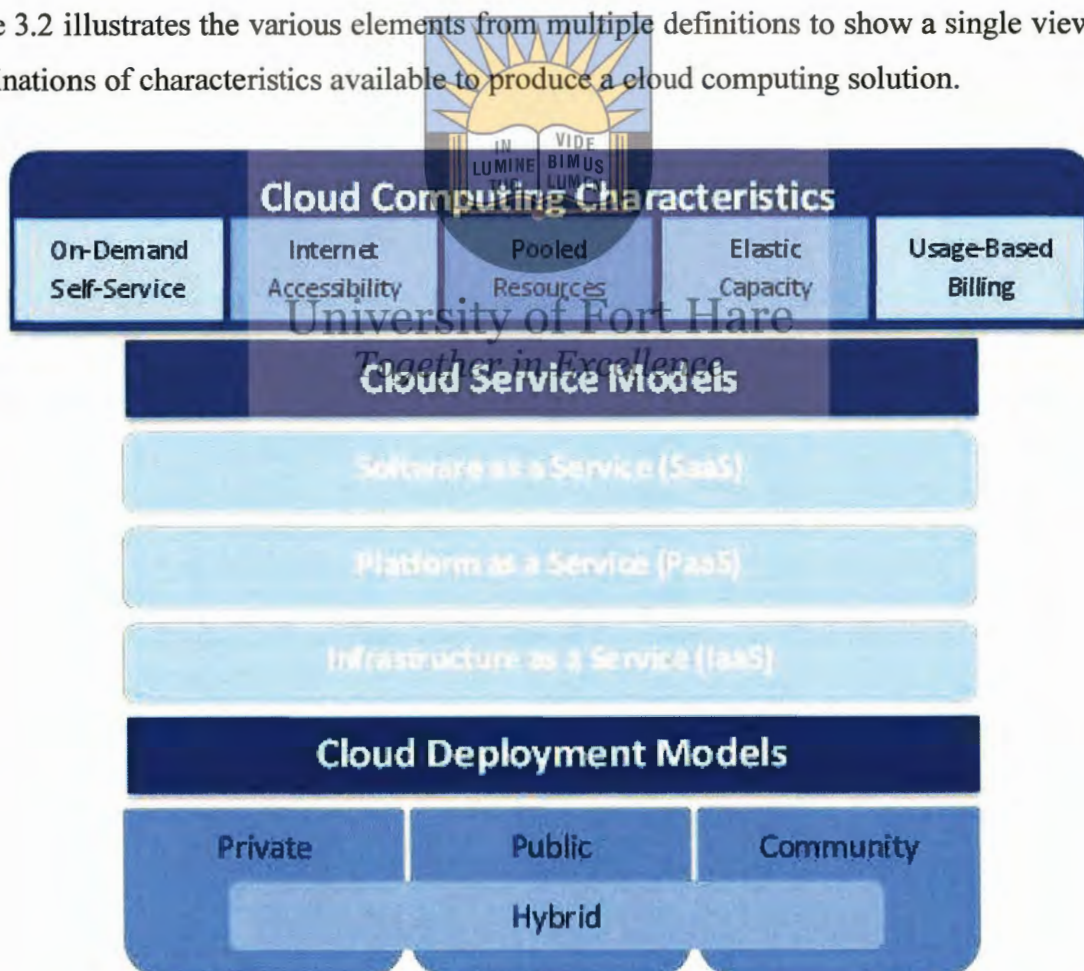 e 3.2 illustrates the various elements from multiple definitions to show a single view
inations of characteristics available to produce a cloud computing solution.
IN
LUMINE
TUO
VIDE
BIMUS
LUMEN
Cloud Computing Characteristics
On-Demand
Self-Service
Internet
Accessibility
Pooled
Resources
Elastic
Capacity
Usage-Based
Billing
University of Fort Hare
Together in Excellence
Cloud Service Models
Software as a Service (SaaS)
Platform as a Service (PaaS)
Infrastructure as a Service (IaaS)
Cloud Deployment Models
Private
Public
Community
Hybrid